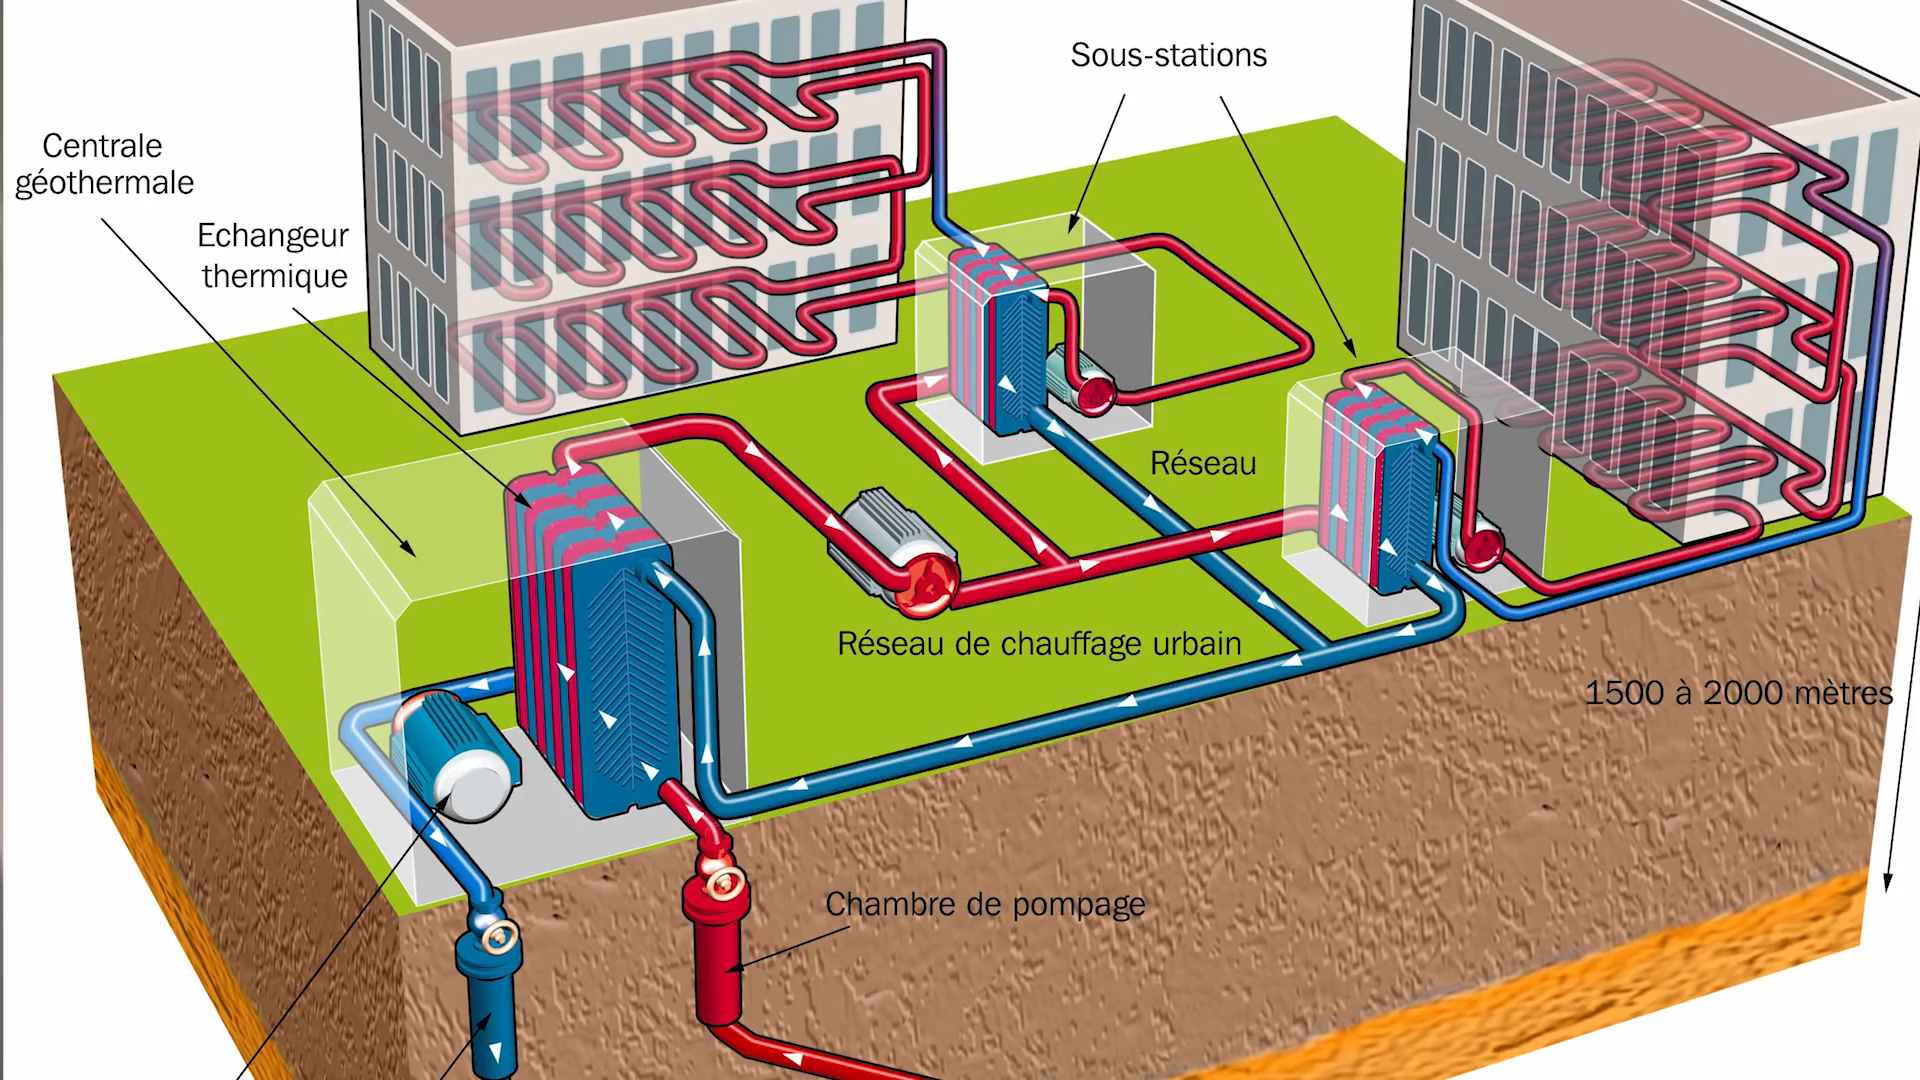 Sous-stations
Centrale
géothermale
Echangeur
thermique
Réseau
Réseau de chauffage urbain
1500 à 2000 mètres
Chambre de pompage